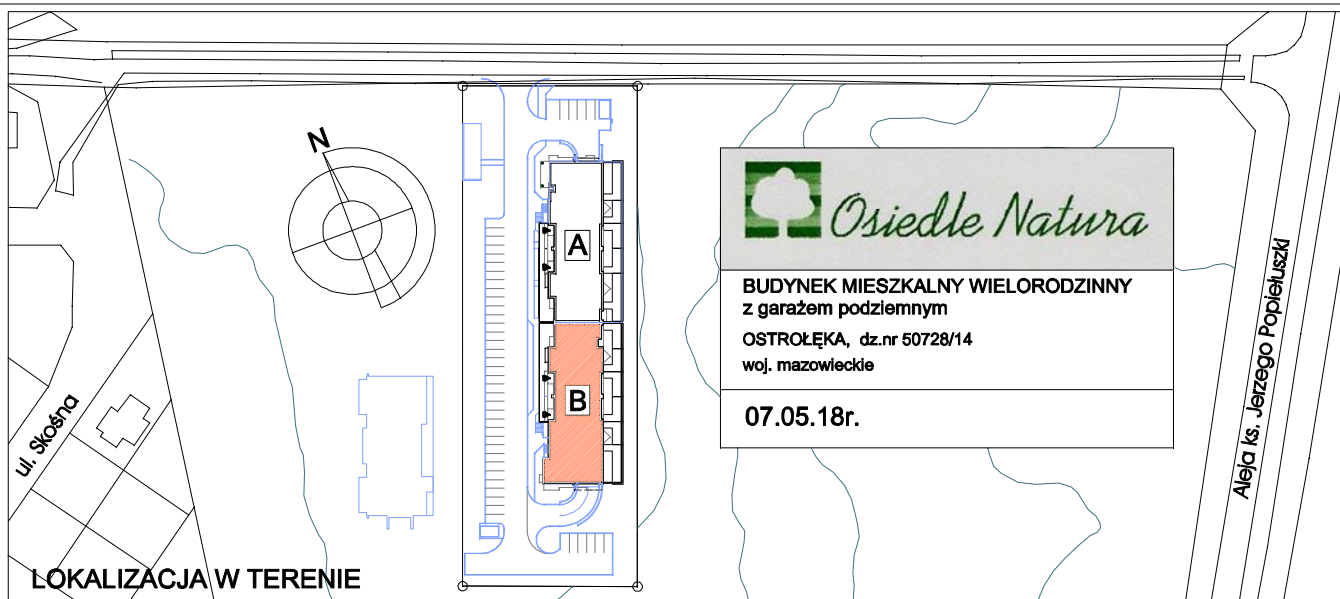 N
A
B
Osiedle Natura
BUDYNEK MIESZKALNY WIELORODZINNY
z garażem podziemnym
OSTROŁĘKA, dz.nr 50728/14
woj. mazowieckie
07.05.18r.
Aleja ks. Jerzego Popiełuszki
ul. Skośna
LOKALIZACJA W TERENIE